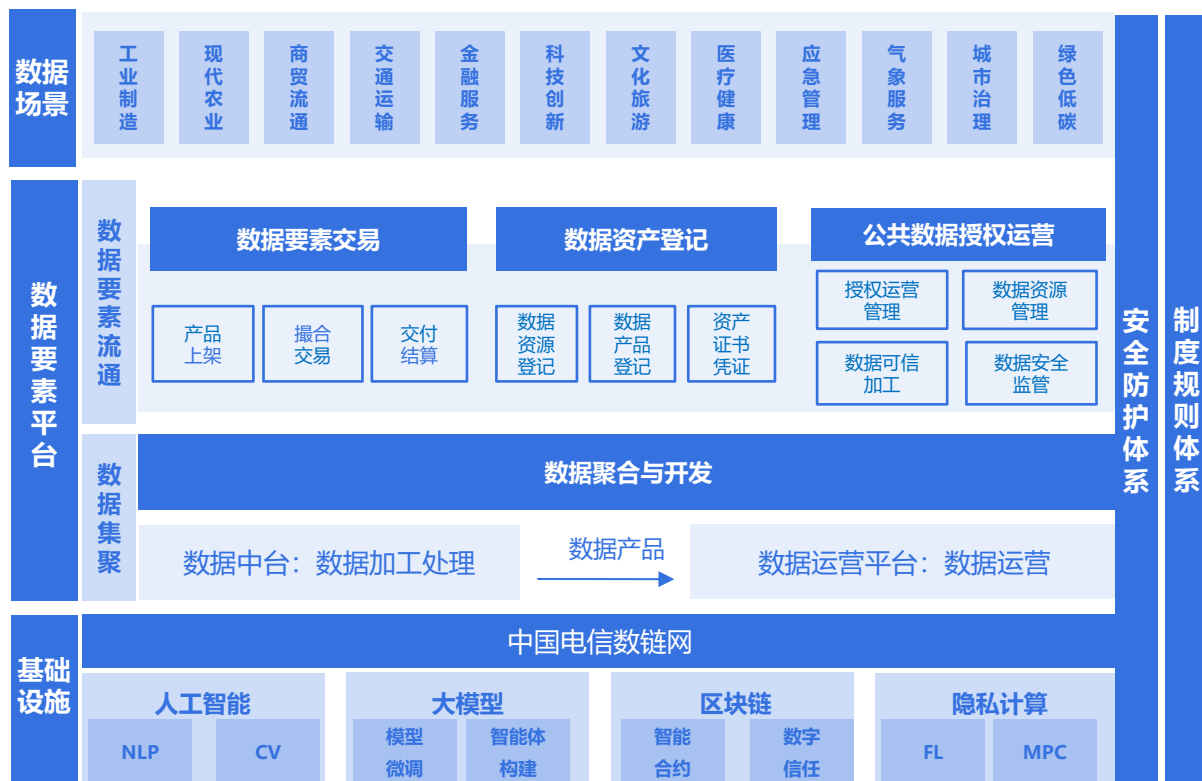 数据
场景
工业制造
现代农业
商贸流通
交通运输
金融服务
科技创新
文化旅游
医疗健康
应急管理
气象服务
城市治理
绿色低碳
数据要素平台
数据要素流通
数据要素交易
产品
上架
撮合
交易
交付
结算
数据资产登记
数据
资源
登记
数据
产品
登记
资产
证书
凭证
公共数据授权运营
授权运营
管理
数据资源
管理
数据可信
加工
数据安全
监管
数据集聚
数据聚合与开发
数据中台：数据加工处理
数据产品
数据运营平台：数据运营
基础
设施
中国电信数链网
人工智能
NLP
CV
大模型
模型
微调
智能体
构建
区块链
智能
合约
数字
信任
隐私计算
FL
MPC
安全防护体系
制度规则体系